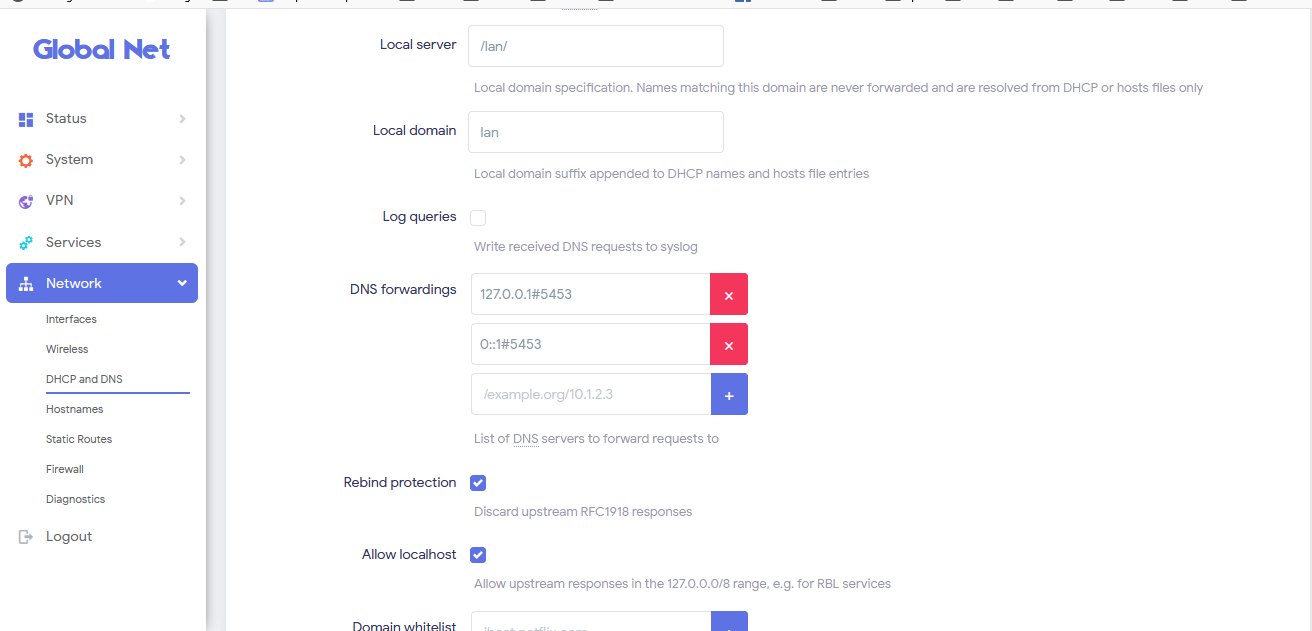 Global Net
Status
System
VPN
Services
Network
Interfaces
Wireless
DHCP and DNS
Hostnames
Static Routes
Firewall
Diagnostics
Logout
Local server
/lan/
Local domain specification. Names matching this domain are never forwarded and are resolved from DHCP or hosts files only
Local domain
lan
Local domain suffix appended to DHCP names and hosts file entries
Log queries
Write received DNS requests to syslog
DNS forwardings
127.0.0.1#5453
×
0::1#5453
×
/example.org/10.1.2.3
+
List of DNS servers to forward requests to
Rebind protection
Discard upstream RFC1918 responses
Allow localhost
Allow upstream responses in the 127.0.0.0/8 range, e.g. for RBL services
Domain whitelist
ihost.netflix.com